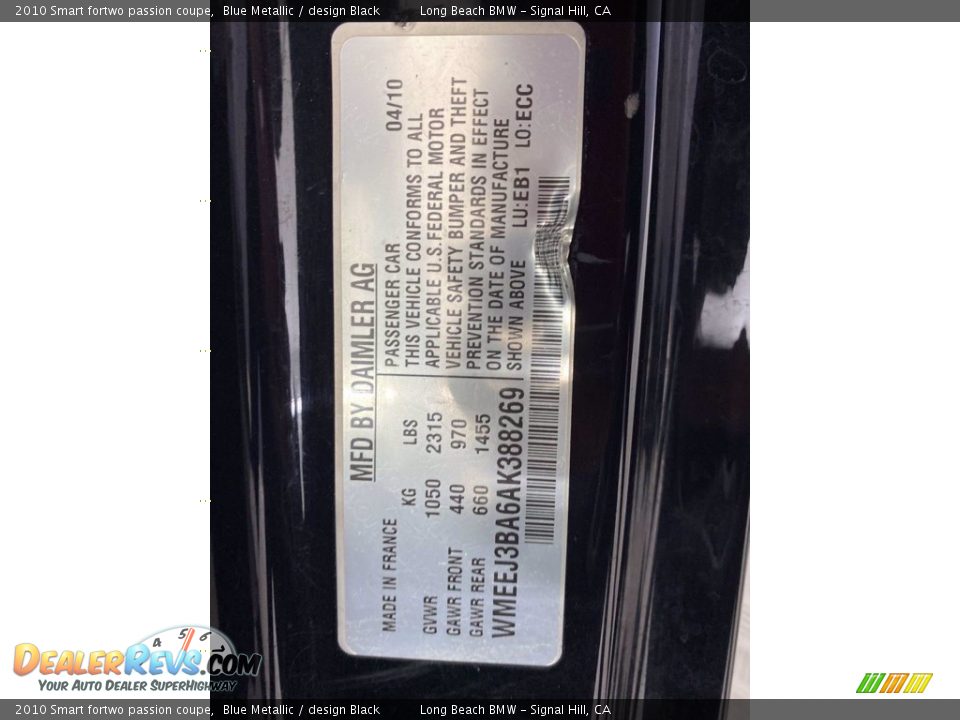 2010 Smart fortwo passion coupe,  Blue Metallic / design Black     Long Beach BMW - Signal Hill, CA
MFD BY DAIMLER AG
MADE IN FRANCE
KG LBS
GVWR 1050 2315
GAWR FRONT 440 970
GAWR REAR 660 1455
WMEEJ3BA6AK388269
PASSENGER CAR 04/10
THIS VEHICLE CONFORMS TO ALL
APPLICABLE U.S.FEDERAL MOTOR
VEHICLE SAFETY BUMPER AND THEFT
PREVENTION STANDARDS IN EFFECT
ON THE DATE OF MANUFACTURE
SHOWN ABOVE LU:EB1 LO:ECC
4 5 6
DEALERREVS.COM
YOUR AUTO DEALER SUPERHIGHWAY
2010 Smart fortwo passion coupe,  Blue Metallic / design Black     Long Beach BMW - Signal Hill, CA